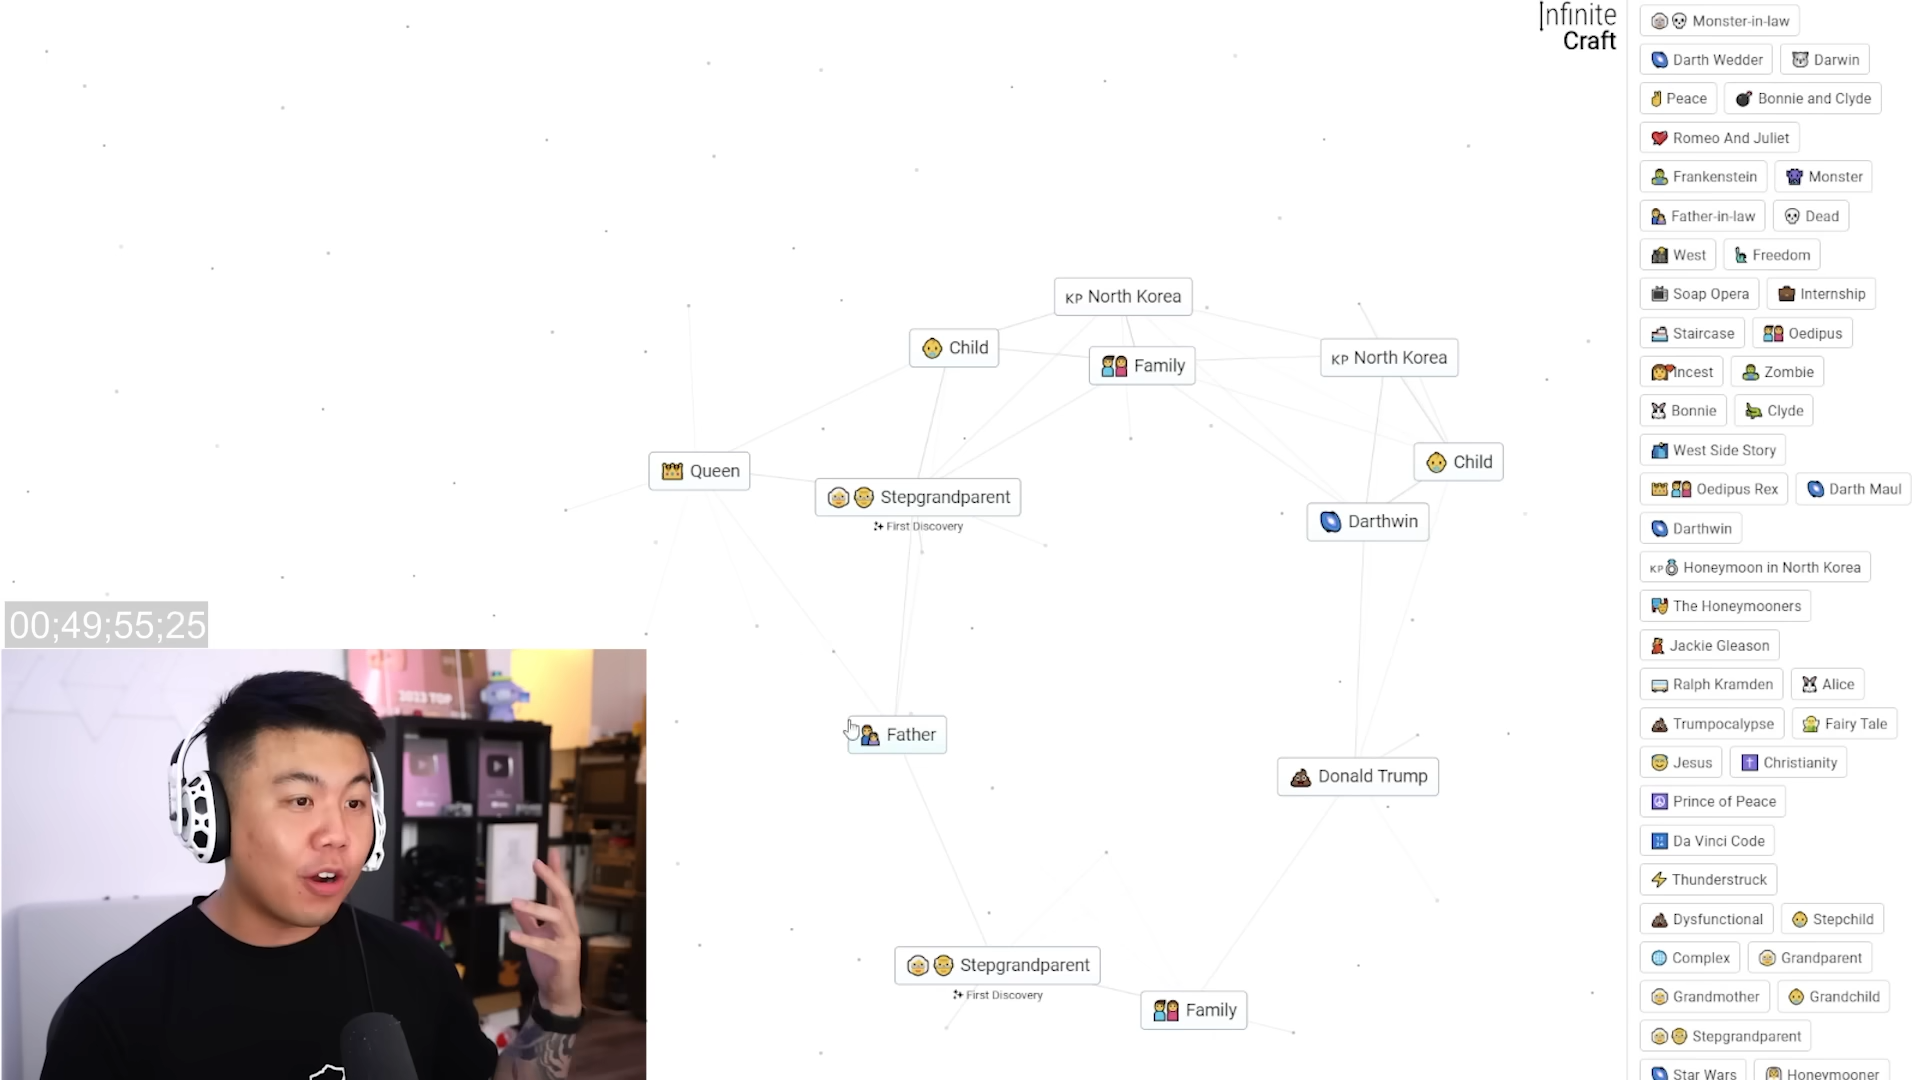 Infinite
Craft
KP North Korea
Child
Family
KP North Korea
Queen
Stepgrandparent
First Discovery
Child
Darthwin
Father
Donald Trump
Stepgrandparent
First Discovery
Family
00;49;55;25
2023 TOP
Monster-in-law
Darth Wedder Darwin
Peace Bonnie and Clyde
Romeo And Juliet
Frankenstein Monster
Father-in-law Dead
West Freedom
Soap Opera Internship
Staircase Oedipus
Incest Zombie
Bonnie Clyde
West Side Story
Oedipus Rex Darth Maul
Darthwin
KP Honeymoon in North Korea
The Honeymooners
Jackie Gleason
Ralph Kramden Alice
Trumpocalypse Fairy Tale
Jesus Christianity
Prince of Peace
Da Vinci Code
Thunderstruck
Dysfunctional Stepchild
Complex Grandparent
Grandmother Grandchild
Stepgrandparent
Star Wars Honeymooner